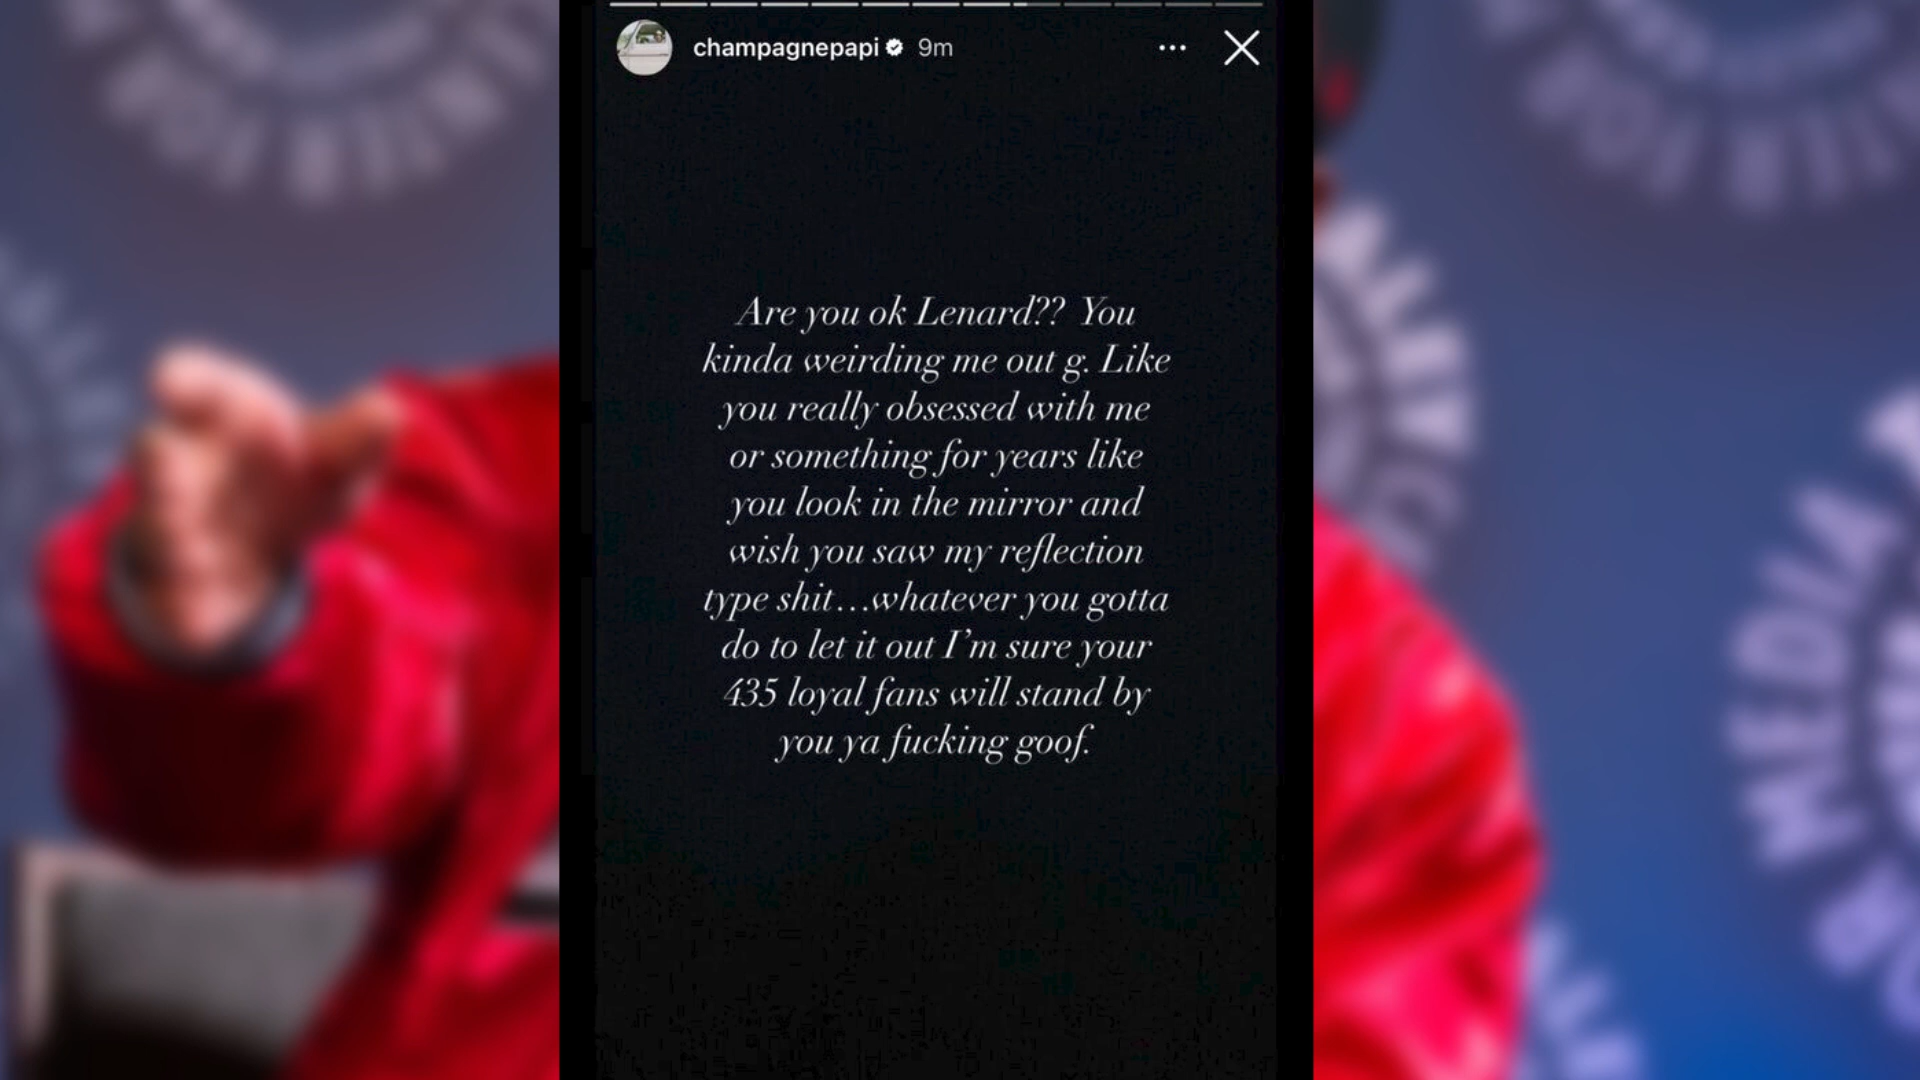 champagnepapi 9m
Are you ok Lenard?? You
kinda weirding me out g. Like
you really obsessed with me
or something for years like
you look in the mirror and
wish you saw my reflection
type shit...whatever you gotta
do to let it out I'm sure your
435 loyal fans will stand by
you ya fucking goof.
MEDIA